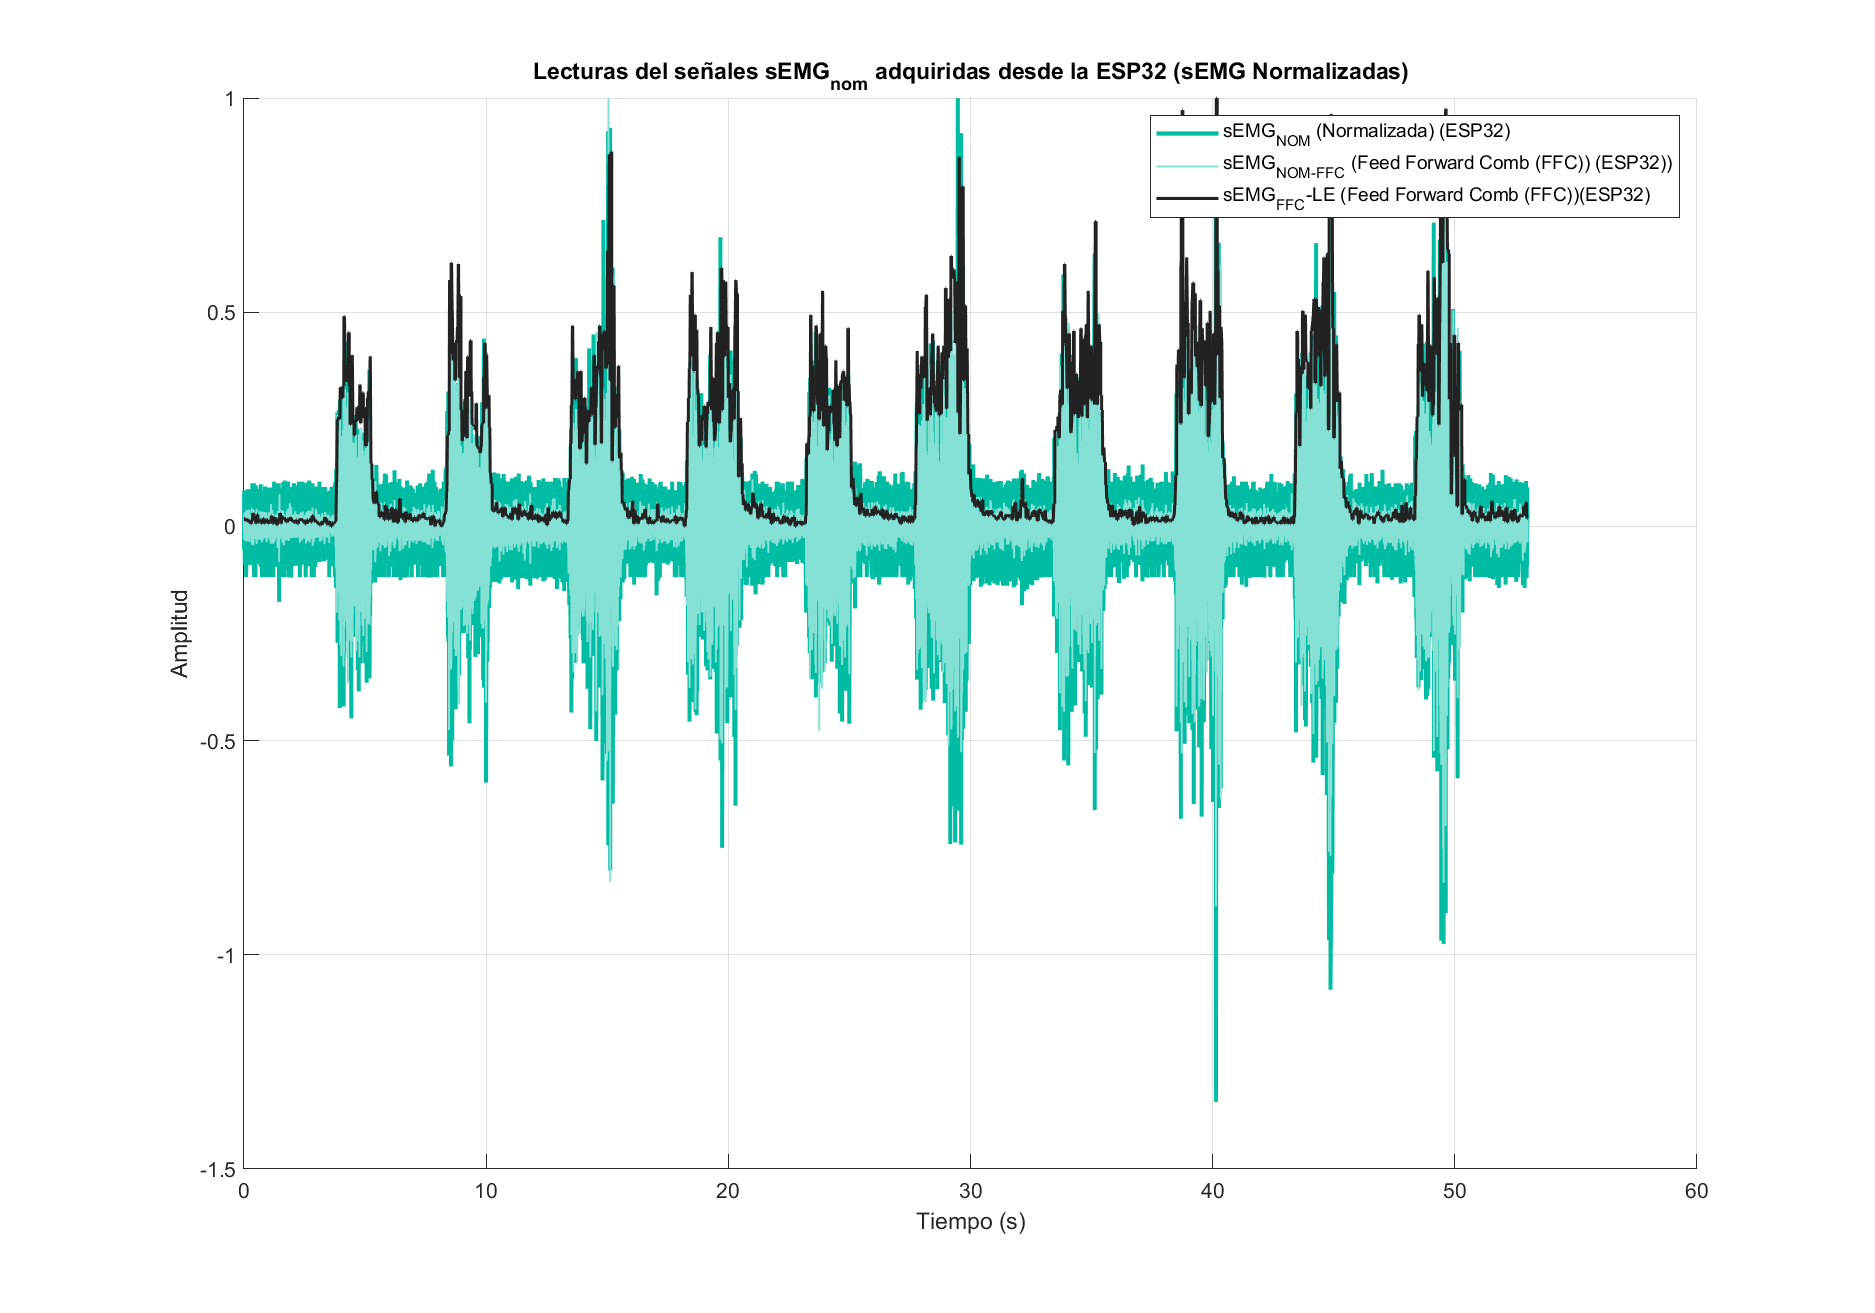 Lecturas del señales sEMGnom adquiridas desde la ESP32 (sEMG Normalizadas)
sEMGNOM (Normalizada) (ESP32)
sEMGNOM-FFC (Feed Forward Comb (FFC)) (ESP32))
sEMGFFC-LE (Feed Forward Comb (FFC))(ESP32)
1
0.5
0
-0.5
-1
-1.5
Amplitud
0 10 20 30 40 50 60
Tiempo (s)